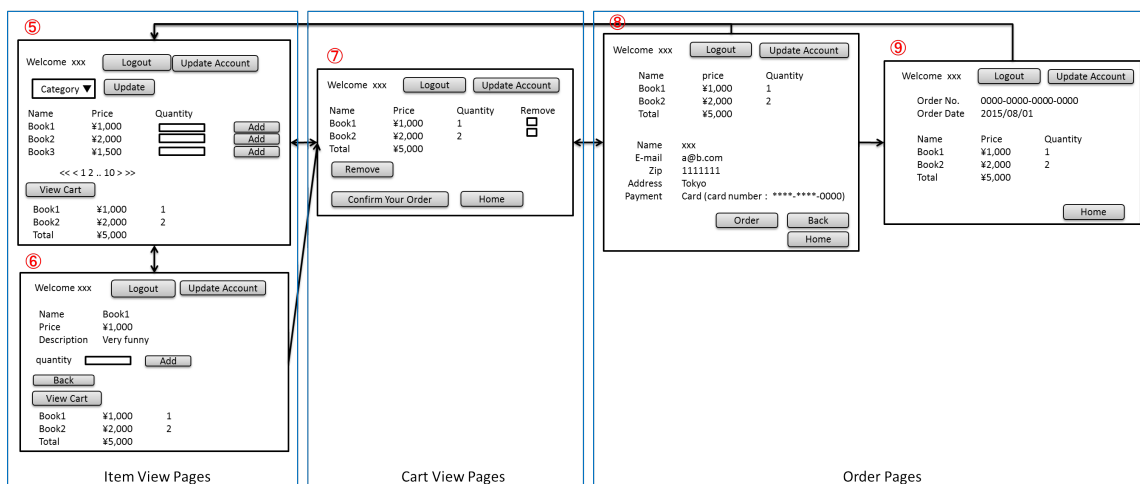 ⑤
Welcome xxx Logout Update Account
Category ▼ Update
Name Price Quantity
Book1 ¥1,000 Add
Book2 ¥2,000 Add
Book3 ¥1,500 Add
<< < 1 2 .. 10 > >>
View Cart
Book1 ¥1,000 1
Book2 ¥2,000 2
Total ¥5,000
⑥
Welcome xxx Logout Update Account
Name Book1
Price ¥1,000
Description Very funny
quantity Add
Back
View Cart
Book1 ¥1,000 1
Book2 ¥2,000 2
Total ¥5,000
Item View Pages
⑦
Welcome xxx Logout Update Account
Name Price Quantity Remove
Book1 ¥1,000 1
Book2 ¥2,000 2
Total ¥5,000
Remove
Confirm Your Order Home
Cart View Pages
⑧
Welcome xxx Logout Update Account
Name price Quantity
Book1 ¥1,000 1
Book2 ¥2,000 2
Total ¥5,000
Name xxx
E-mail a@b.com
Zip 1111111
Address Tokyo
Payment Card (card number : ****-****-0000)
Order Back
Home
⑨
Welcome xxx Logout Update Account
Order No. 0000-0000-0000-0000
Order Date 2015/08/01
Name Price Quantity
Book1 ¥1,000 1
Book2 ¥2,000 2
Total ¥5,000
Home
Order Pages